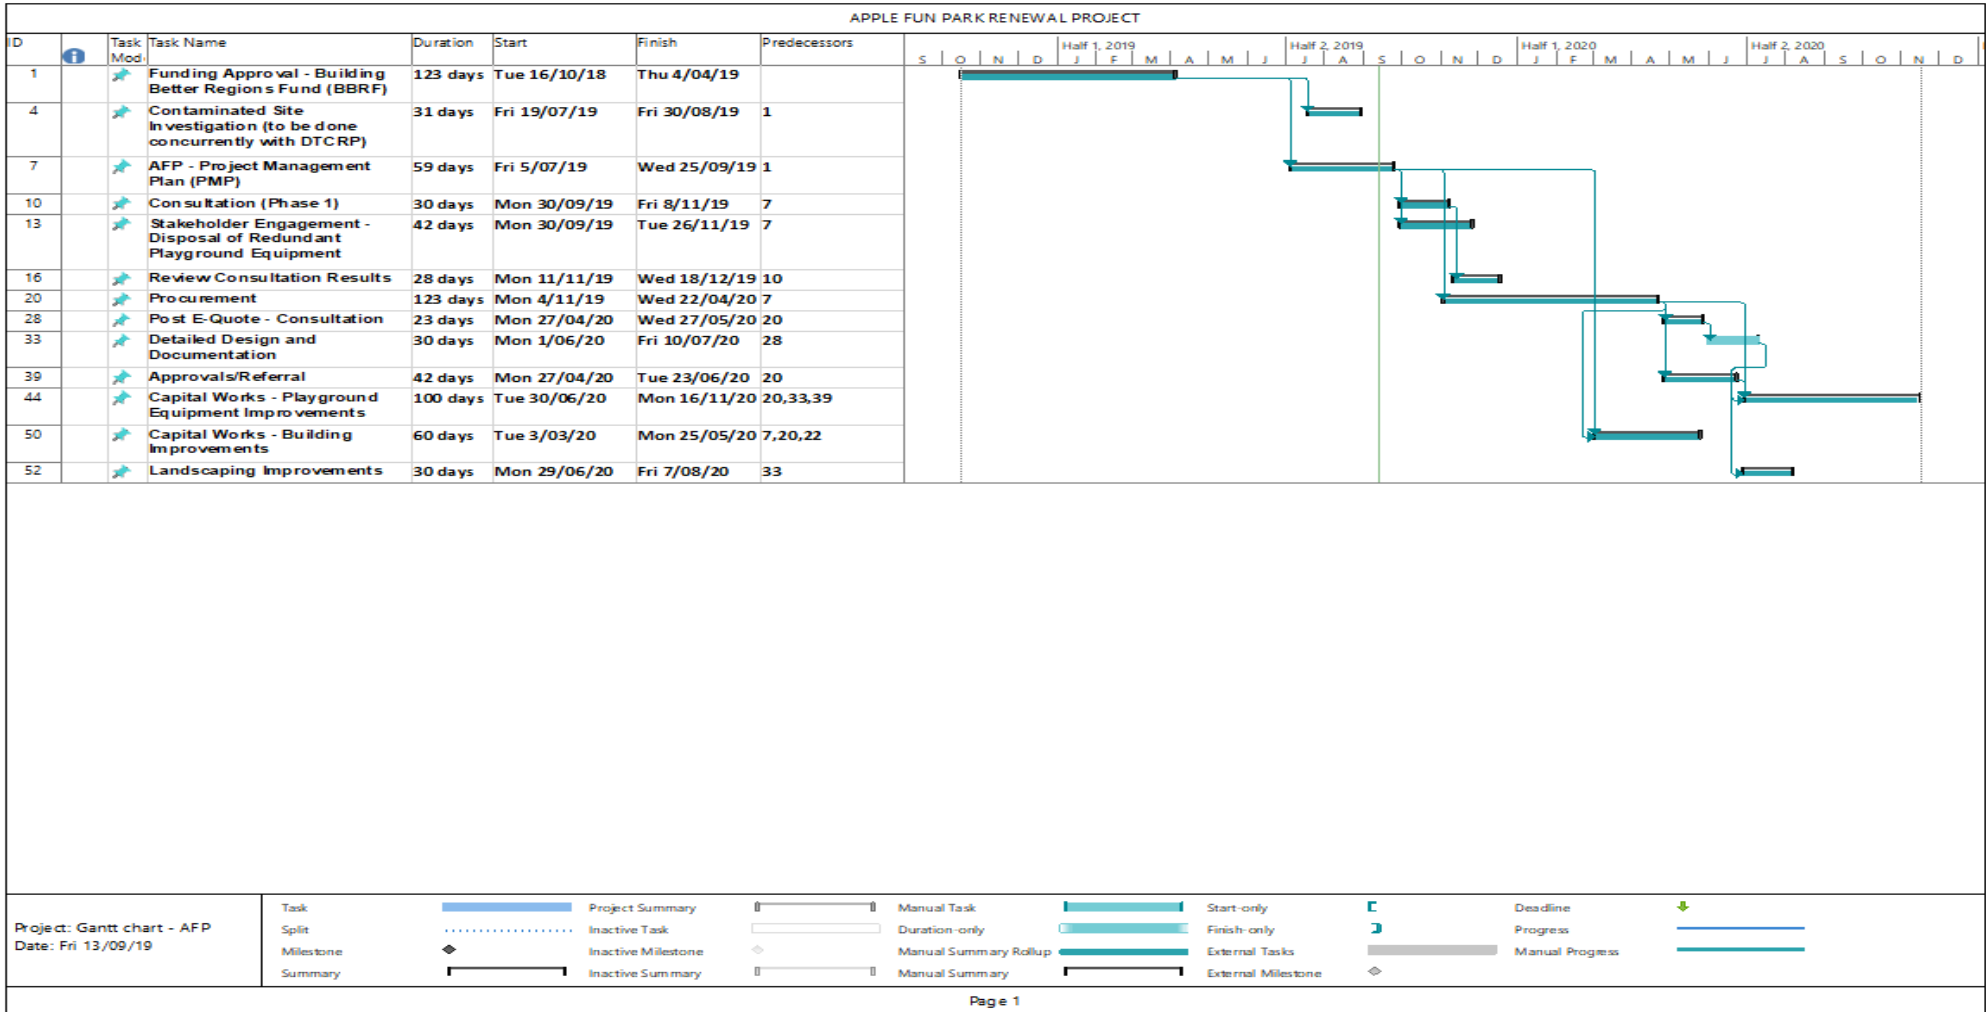 APPLE FUN PARK RENEWAL PROJECT
ID Task Mod Task Name Duration Start Finish Predecessors
Half 1, 2019 Half 2, 2019 Half 1, 2020 Half 2, 2020
S O N D J F M A M J J A S O N D J F M A M J J A S O N D
1 Funding Approval - Building 123 days Tue 16/10/18 Thu 4/04/19
Better Regions Fund (BBRF)
4 Contaminated Site 31 days Fri 19/07/19 Fri 30/08/19 1
Investigation (to be done
concurrently with DTCRP)
7 AFP - Project Management 59 days Fri 5/07/19 Wed 25/09/19 1
Plan (PMP)
10 Consultation (Phase 1) 30 days Mon 30/09/19 Fri 8/11/19 7
13 Stakeholder Engagement - 42 days Mon 30/09/19 Tue 26/11/19 7
Disposal of Redundant
Playground Equipment
16 Review Consultation Results 28 days Mon 11/11/19 Wed 18/12/19 10
20 Procurement 123 days Mon 4/11/19 Wed 22/04/20 7
28 Post E-Quote - Consultation 23 days Mon 27/04/20 Wed 27/05/20 20
33 Detailed Design and 30 days Mon 1/06/20 Fri 10/07/20 28
Documentation
39 Approvals/Referral 42 days Mon 27/04/20 Tue 23/06/20 20
44 Capital Works - Playground 100 days Tue 30/06/20 Mon 16/11/20 20,33,39
Equipment Improvements
50 Capital Works - Building 60 days Tue 3/03/20 Mon 25/05/20 7,20,22
Improvements
52 Landscaping Improvements 30 days Mon 29/06/20 Fri 7/08/20 33
Project: Gantt chart - AFP
Date: Fri 13/09/19
Task Project Summary Manual Task Start-only Deadline
Split Inactive Task Duration-only Finish-only Progress
Milestone Inactive Milestone Manual Summary Rollup External Tasks Manual Progress
Summary Inactive Summary Manual Summary External Milestone
Page 1